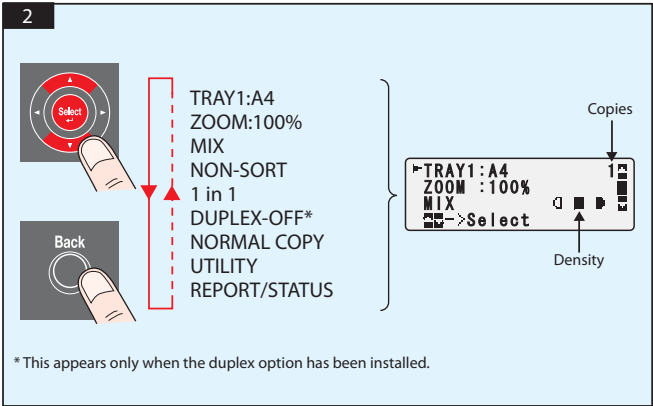 2
Select
Back
TRAY1:A4
ZOOM:100%
MIX
NON-SORT
1 in 1
DUPLEX-OFF*
NORMAL COPY
UTILITY
REPORT/STATUS
Copies
TRAY1:A4 1
ZOOM :100%
MIX
->Select
Density
* This appears only when the duplex option has been installed.